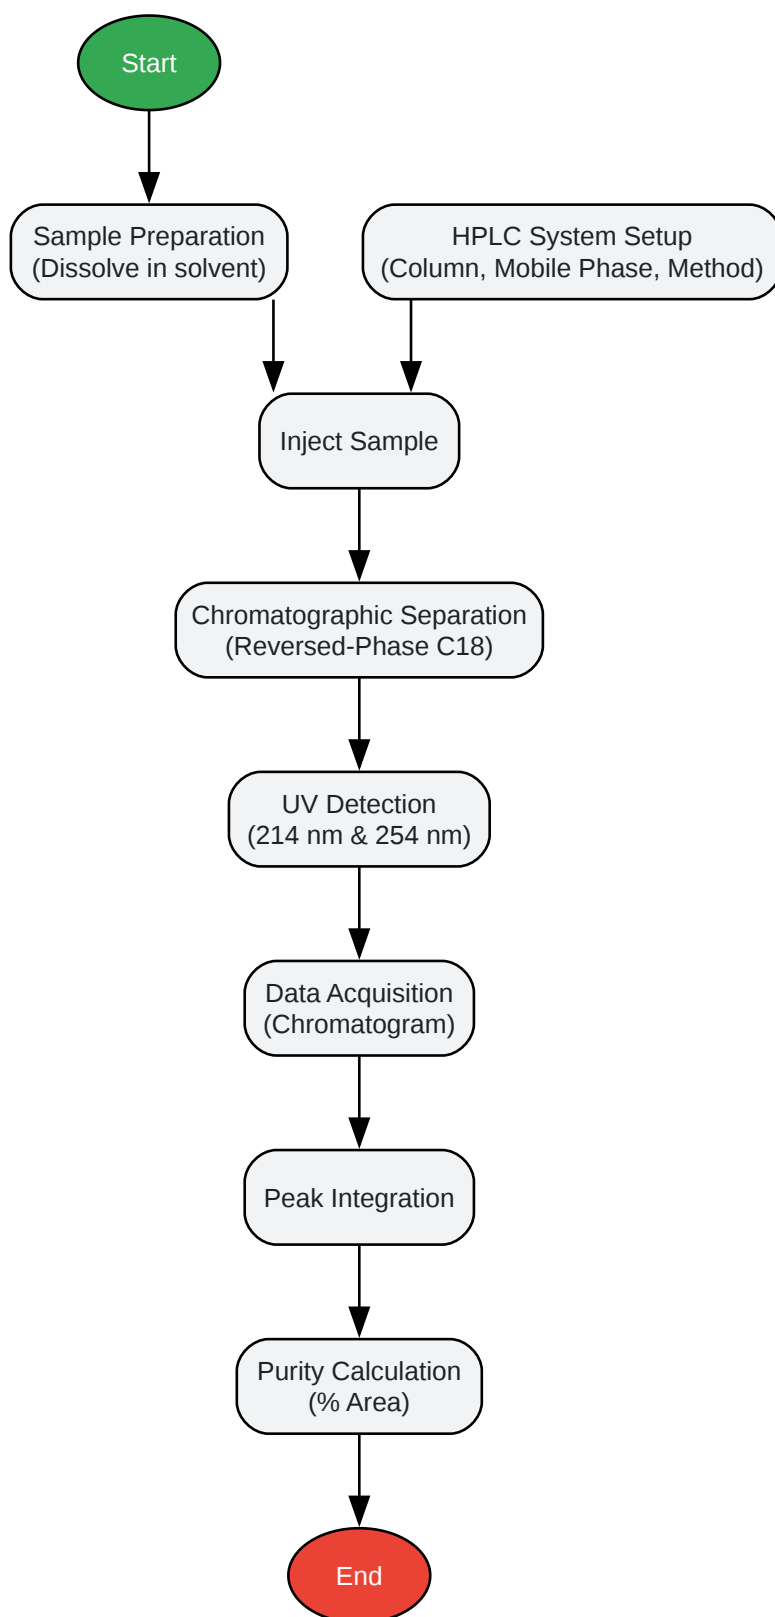 Start
Sample Preparation
(Dissolve in solvent)
HPLC System Setup
(Column, Mobile Phase, Method)
Inject Sample
Chromatographic Separation
(Reversed-Phase C18)
UV Detection
(214 nm & 254 nm)
Data Acquisition
(Chromatogram)
Peak Integration
Purity Calculation
(% Area)
End